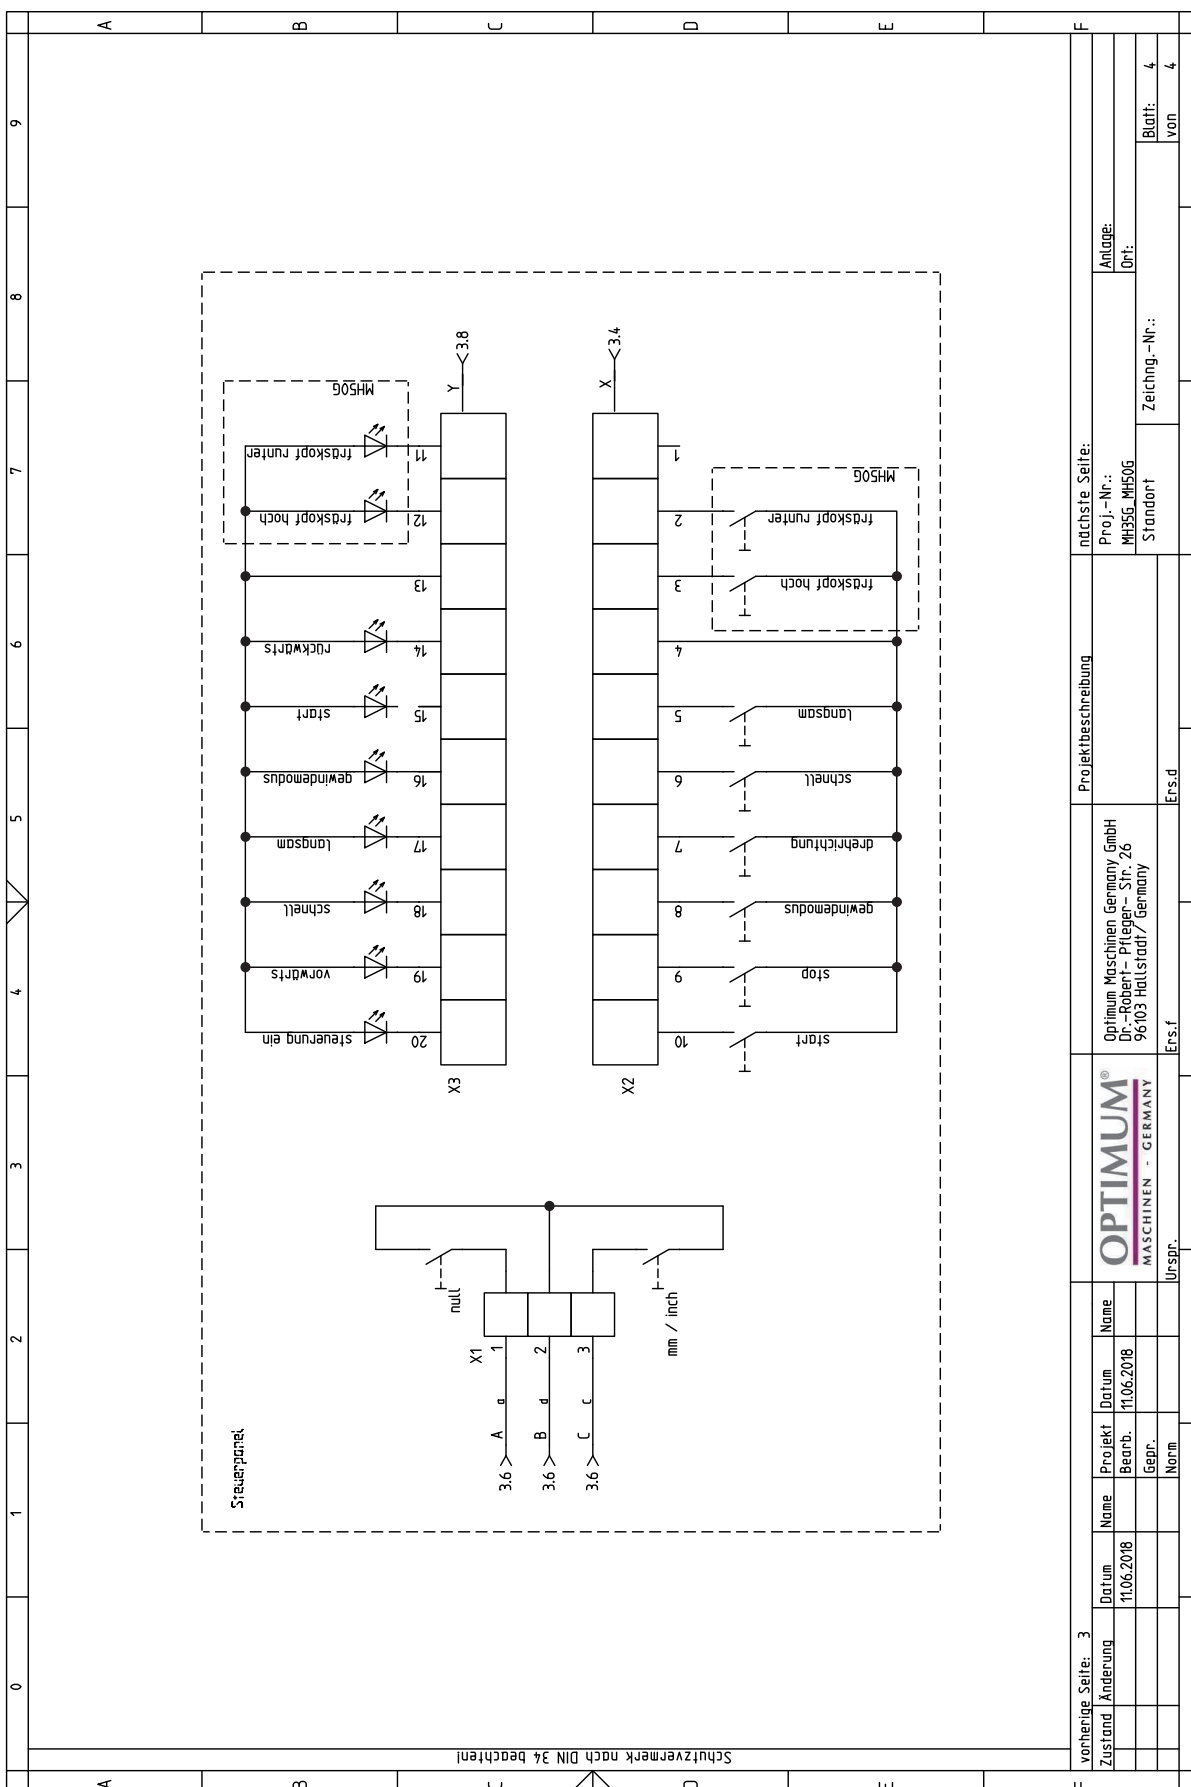 0 1 2 3 4 5 6 7 8 9
A
B
C
D
E
F
Schutzvermerk nach DIN 34 beachten!
Steuerpanel
steuerung ein
vorwärts
schnell
langsam
gewindemodus
start
rückwärts
fräskopf hoch
fräskopf runter
MH50G
20 19 18 17 16 15 14 13 12 11
X3
Y
3.8
X2
X
3.4
10 9 8 7 6 5 4 3 2 1
start
stop
gewindemodus
drehrichtung
schnell
langsam
fräskopf hoch
fräskopf runter
MH50G
null
X1
3.6 A a 1
3.6 B d 2
3.6 C c 3
mm / inch
vorherige Seite: 3
Projektbeschreibung
nächste Seite:
Zustand Änderung Datum Name Projekt Datum Name
11.06.2018 Bearb. 11.06.2018
Gepr.
Norm
Urspr.
OPTIMUM®
MASCHINEN - GERMANY
Optimum Maschinen Germany GmbH
Dr.-Robert- Pfleger- Str. 26
96103 Hallstadt/ Germany
Ers.f
Ers.d
Proj.-Nr.:
MH35G_MH50G
Standort
Anlage:
Ort:
Zeichng.-Nr.:
Blatt: 4
von 4
A
B
C
D
E
F